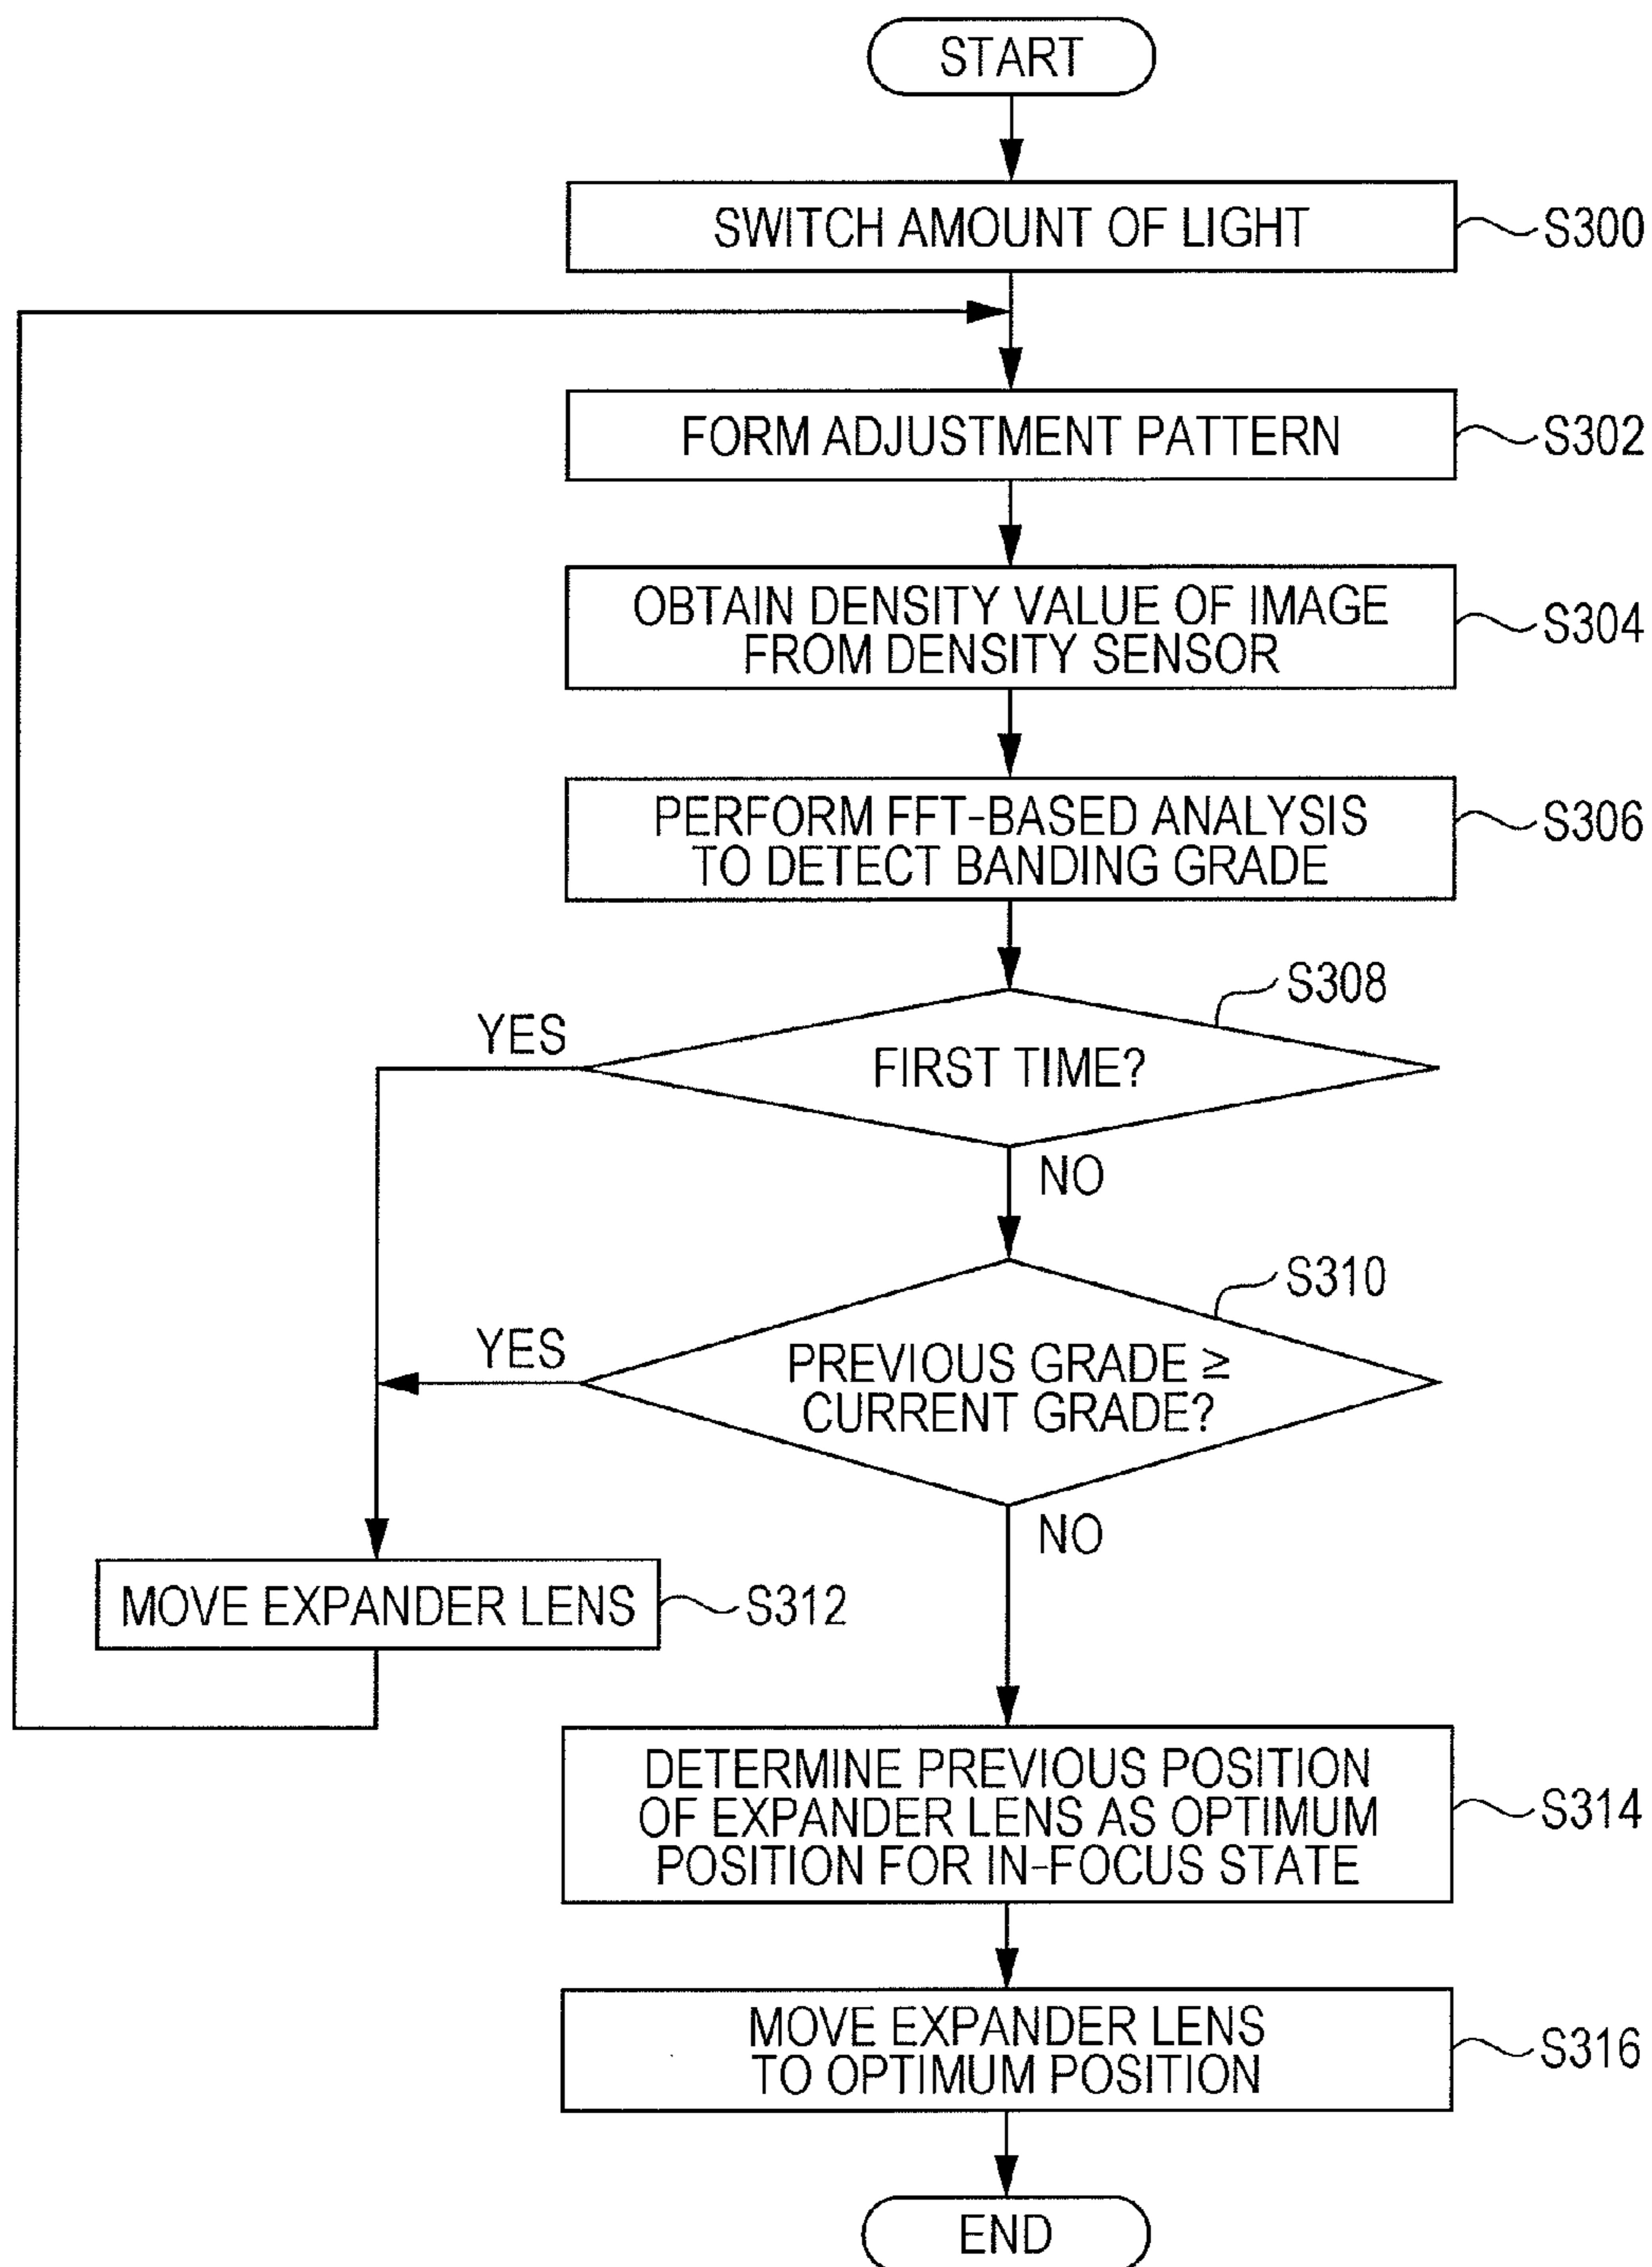 START
SWITCH AMOUNT OF LIGHT
S300
FORM ADJUSTMENT PATTERN
S302
OBTAIN DENSITY VALUE OF IMAGE
FROM DENSITY SENSOR
S304
PERFORM FFT-BASED ANALYSIS
TO DETECT BANDING GRADE
S306
S308
YES
FIRST TIME?
NO
S310
YES
PREVIOUS GRADE ≥
CURRENT GRADE?
NO
MOVE EXPANDER LENS
S312
DETERMINE PREVIOUS POSITION
OF EXPANDER LENS AS OPTIMUM
POSITION FOR IN-FOCUS STATE
S314
MOVE EXPANDER LENS
TO OPTIMUM POSITION
S316
END